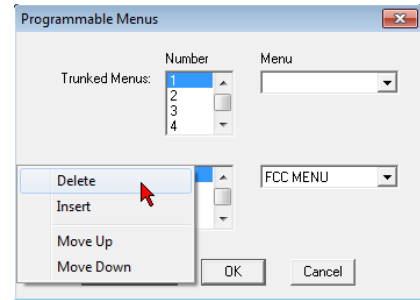 Programmable Menus
Number Menu
Trunked Menus: 1
2
3
4
FCC MENU
Delete
Insert
Move Up
Move Down
OK Cancel